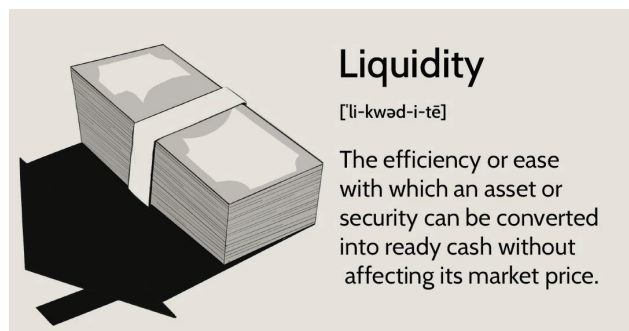 Liquidity
[ˈli-kwəd-i-tē]
The efficiency or ease
with which an asset or
security can be converted
into ready cash without
affecting its market price.